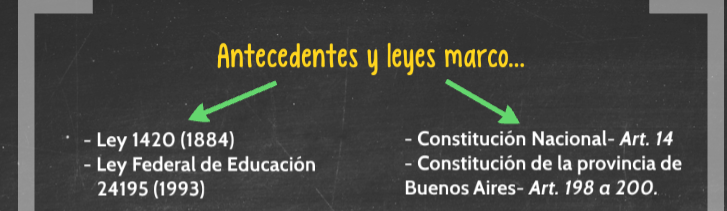 Antecedentes y leyes marco...
- Ley 1420 (1884)
- Ley Federal de Educación
24195 (1993)
- Constitución Nacional- Art. 14
- Constitución de la provincia de
Buenos Aires- Art. 198 a 200.